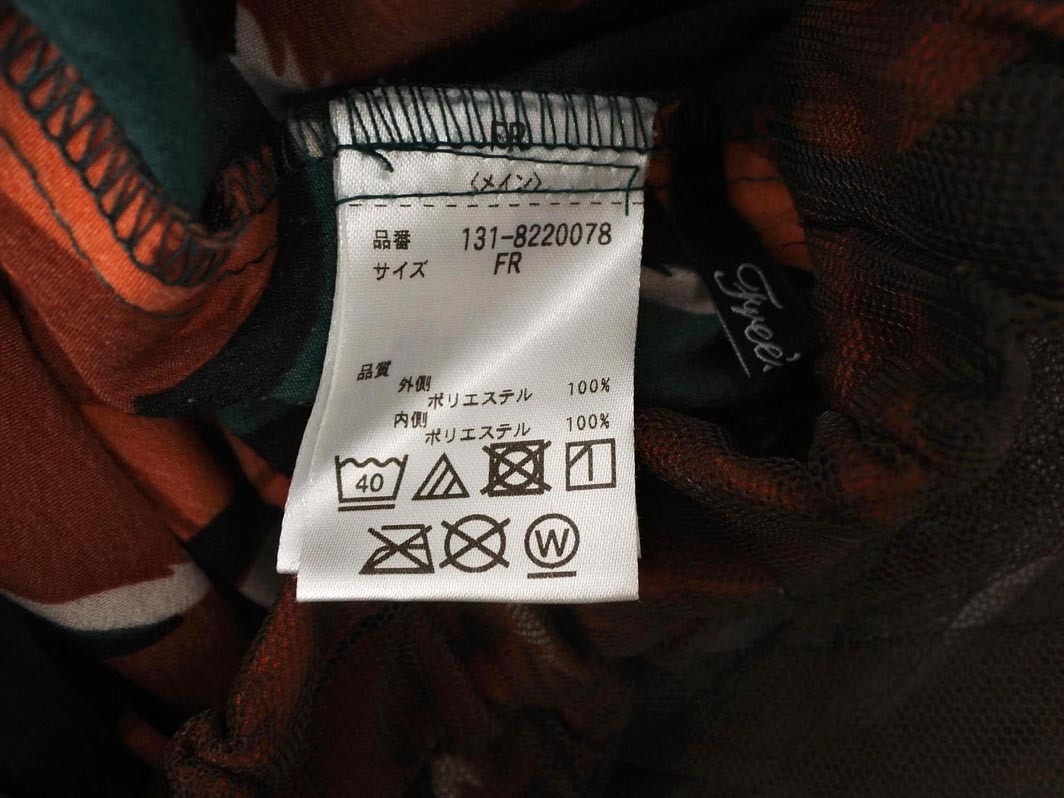 FR
〈メイン〉
品番 131-8220078
サイズ FR
品質
外側
ポリエステル 100%
内側
ポリエステル 100%
40
W